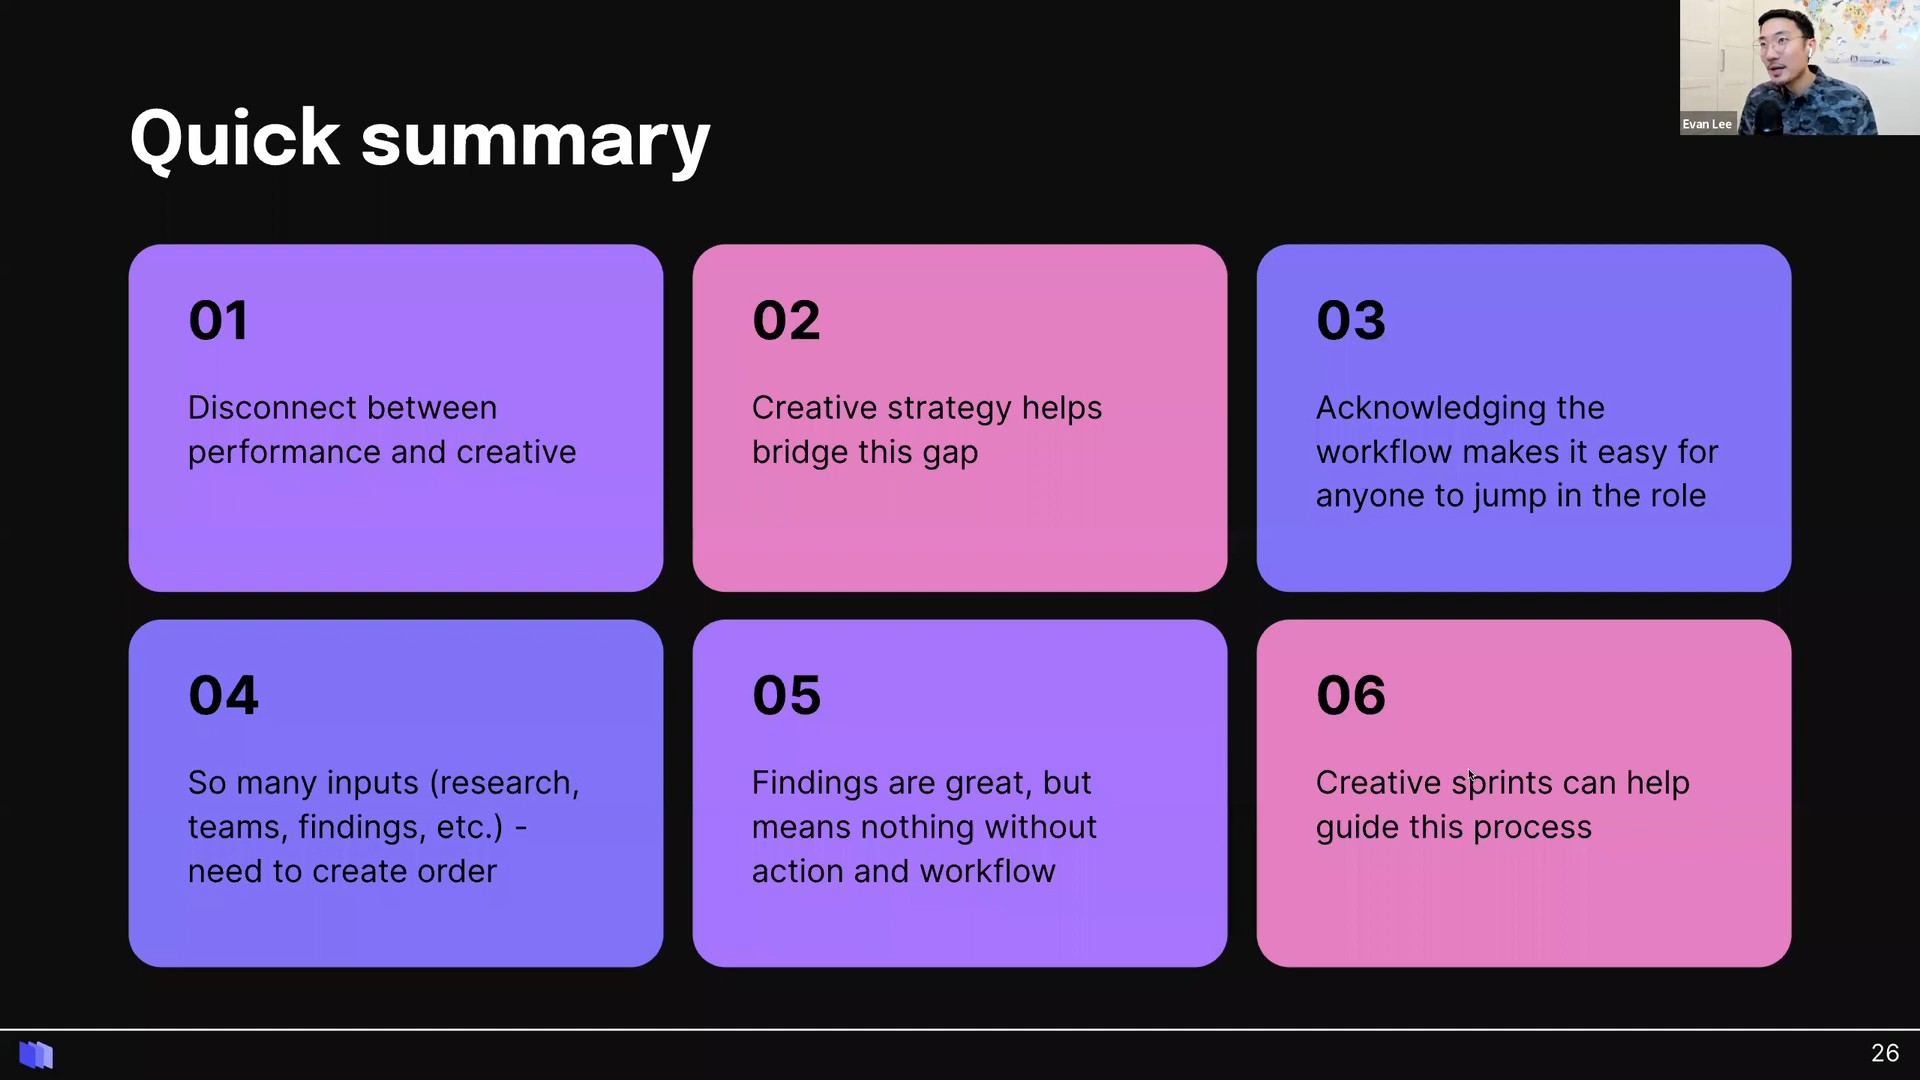 Quick summary
Evan Lee
01
Disconnect between
performance and creative
02
Creative strategy helps
bridge this gap
03
Acknowledging the
workflow makes it easy for
anyone to jump in the role
04
So many inputs (research,
teams, findings, etc.) -
need to create order
05
Findings are great, but
means nothing without
action and workflow
06
Creative sprints can help
guide this process
26